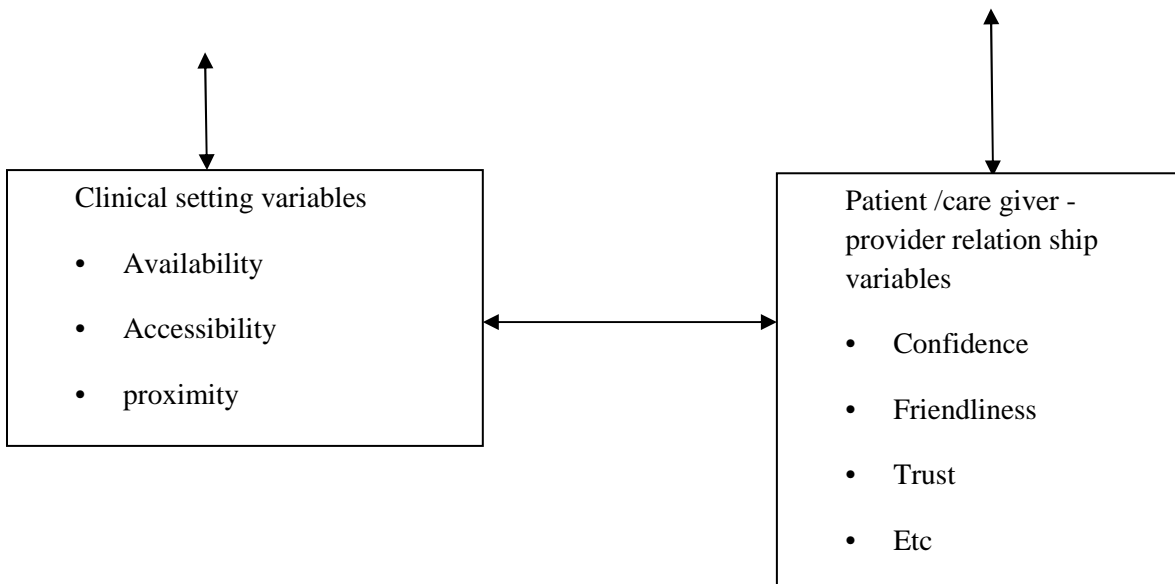 Clinical setting variables
• Availability
• Accessibility
• proximity
Patient /care giver -
provider relation ship
variables
• Confidence
• Friendliness
• Trust
• Etc